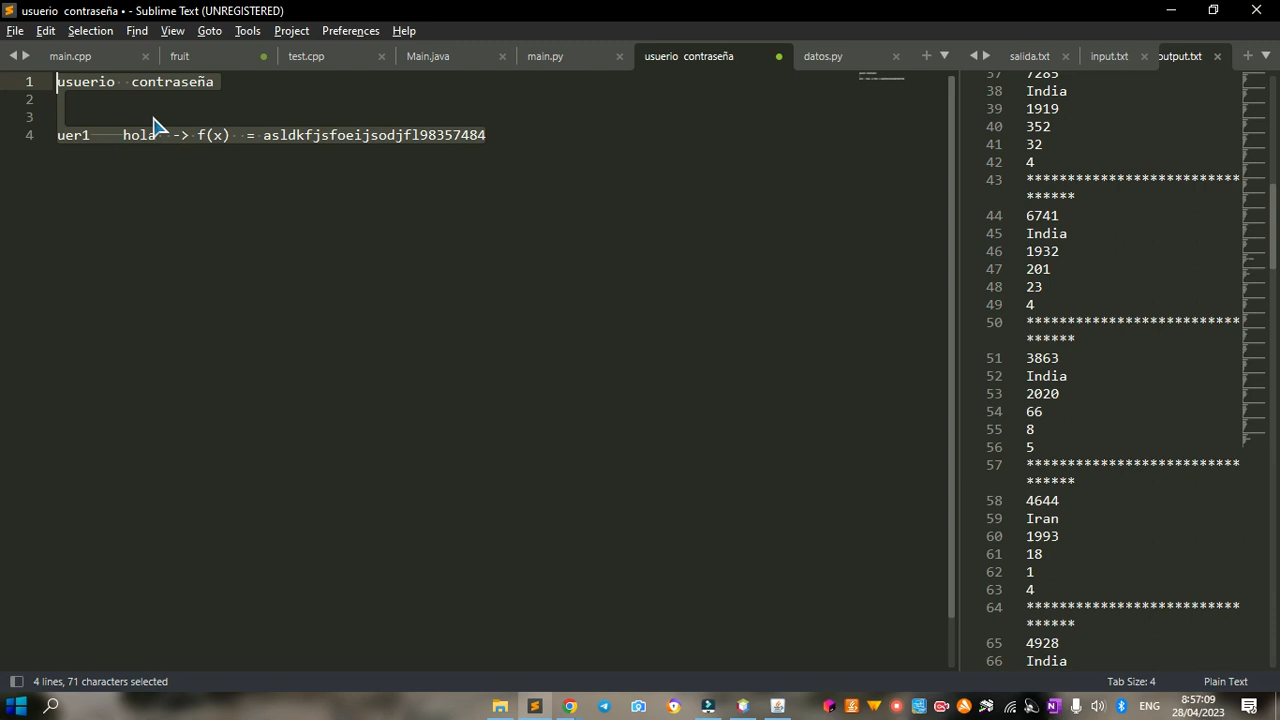 usuerio  contraseña • - Sublime Text (UNREGISTERED)
File Edit Selection Find View Goto Tools Project Preferences Help
main.cpp fruit test.cpp Main.java main.py usuerio  contraseña datos.py salida.txt input.txt output.txt
1 usuerio  contraseña
2
3
4 uer1    hola  -> f(x)  = asldkfjsfoeijsodjfl98357484
37 7285
38 India
39 1919
40 352
41 32
42 4
43 **************************
******
44 6741
45 India
46 1932
47 201
48 23
49 4
50 **************************
******
51 3863
52 India
53 2020
54 66
55 8
56 5
57 **************************
******
58 4644
59 Iran
60 1993
61 18
62 1
63 4
64 **************************
******
65 4928
66 India
4 lines, 71 characters selected Tab Size: 4 Plain Text
ENG 8:57:09
28/04/2023